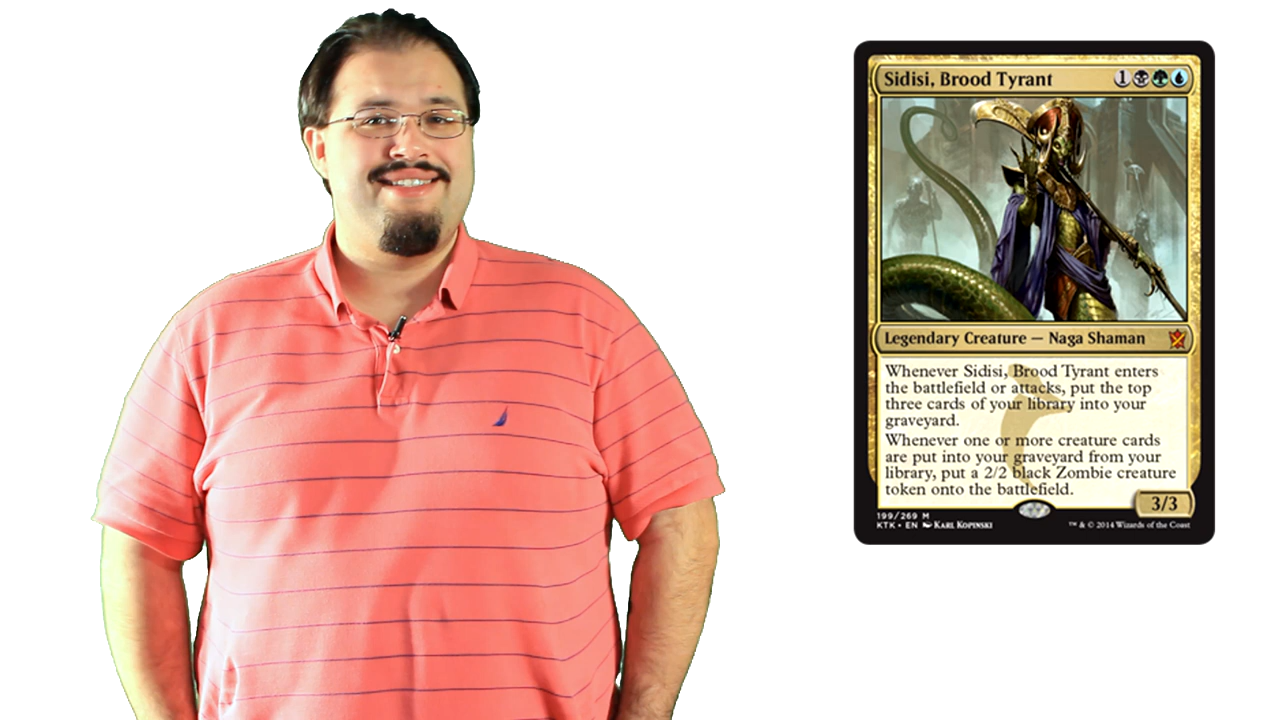 Sidisi, Brood Tyrant 1
Legendary Creature — Naga Shaman
Whenever Sidisi, Brood Tyrant enters
the battlefield or attacks, put the top
three cards of your library into your
graveyard.
Whenever one or more creature cards
are put into your graveyard from your
library, put a 2/2 black Zombie creature
token onto the battlefield.
3/3
199/269 M
KTK • EN Karl Kopinski ™ & © 2014 Wizards of the Coast